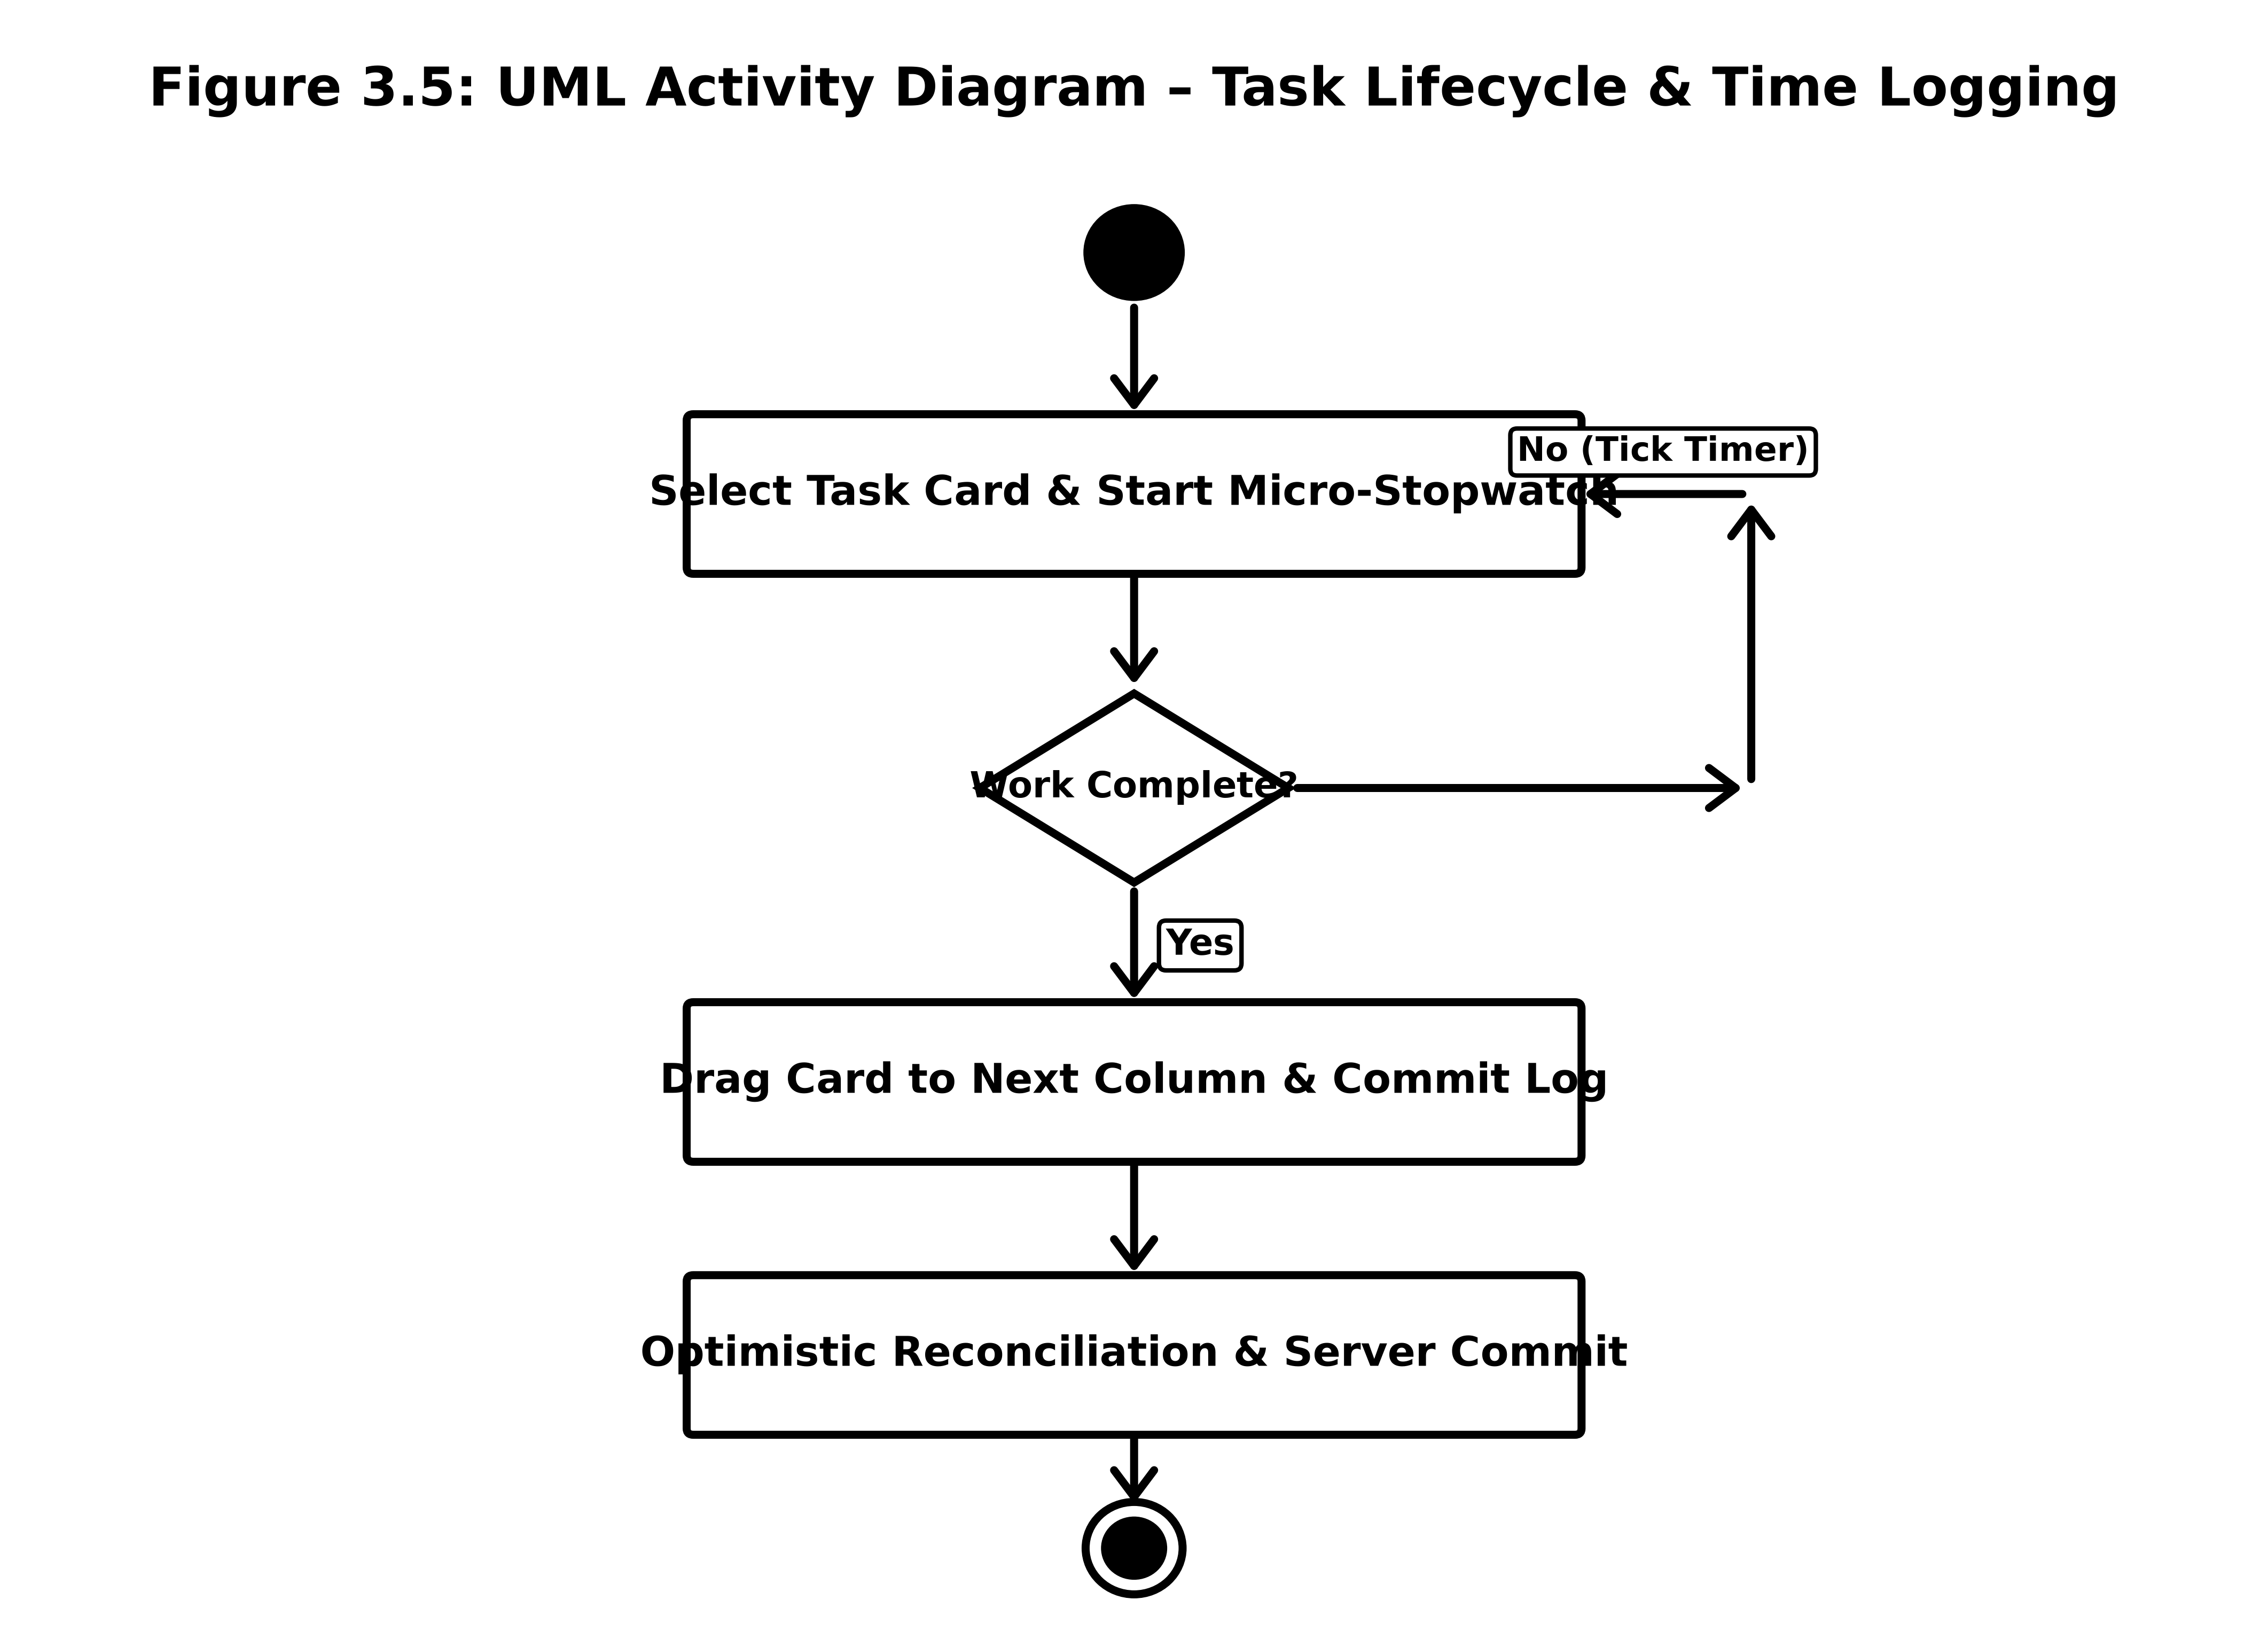 Figure 3.5: UML Activity Diagram – Task Lifecycle & Time Logging
No (Tick Timer)
Select Task Card & Start Micro-Stopwatch
Work Complete?
Yes
Drag Card to Next Column & Commit Log
Optimistic Reconciliation & Server Commit